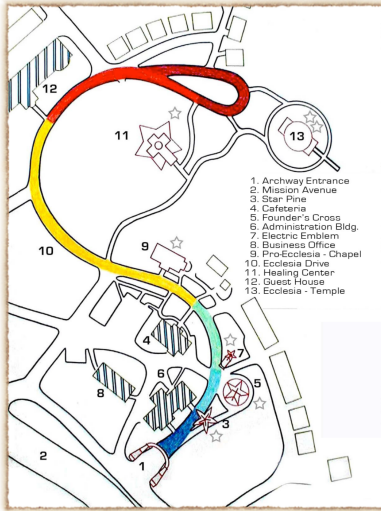 12
13
11
1. Archway Entrance
2. Mission Avenue
3. Star Pine
4. Cafeteria
5. Founder's Cross
6. Administration Bldg.
7. Electric Emblem
8. Business Office
9. Pro-Ecclesia - Chapel
10. Ecclesia Drive
11. Healing Center
12. Guest House
13. Ecclesia - Temple
9
10
4
7
6
5
8
3
2
1